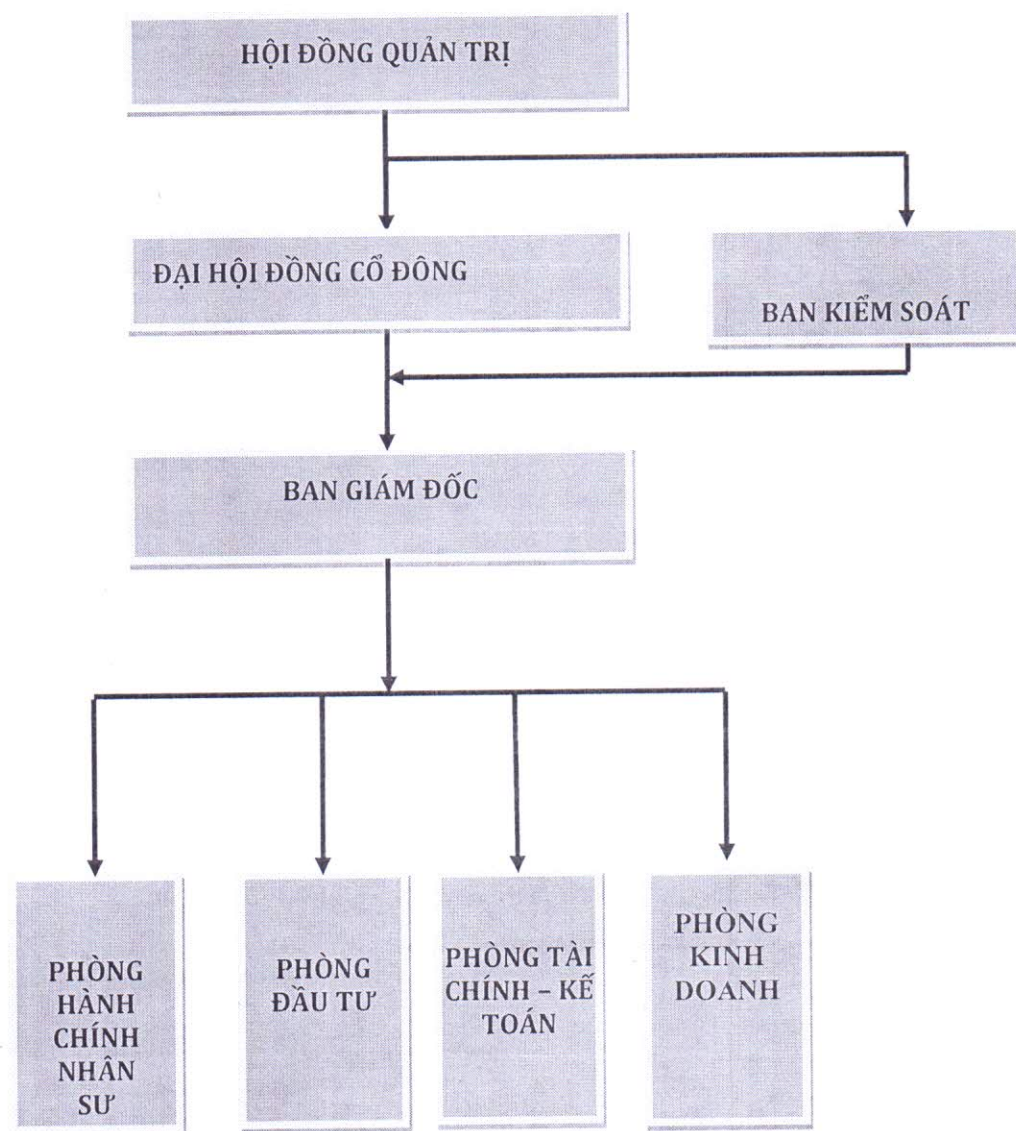 HỘI ĐỒNG QUẢN TRỊ
ĐẠI HỘI ĐỒNG CỔ ĐÔNG
BAN KIỂM SOÁT
BAN GIÁM ĐỐC
PHÒNG
HÀNH
CHÍNH
NHÂN
SƯ
PHÒNG
ĐẦU TƯ
PHÒNG TÀI
CHÍNH – KẾ
TOÁN
PHÒNG
KINH
DOANH